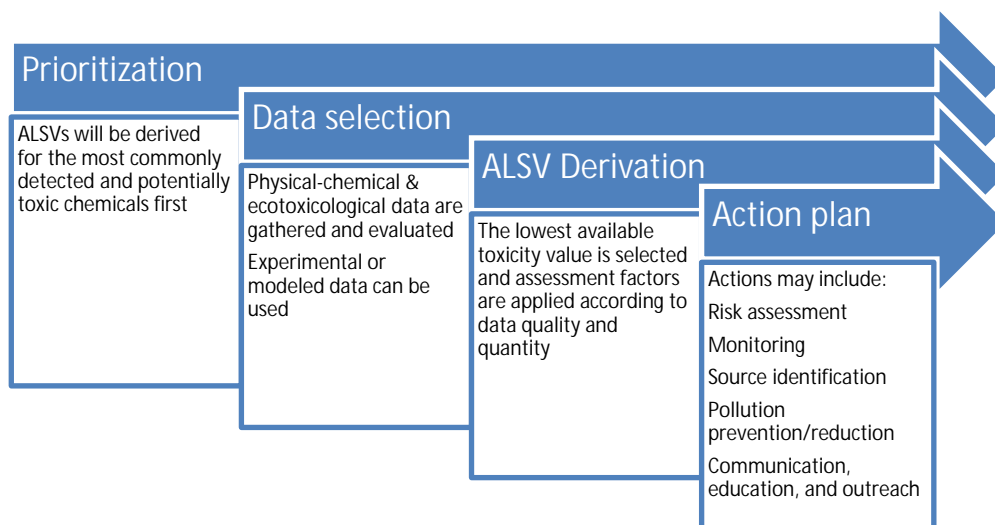 Prioritization
ALSVs will be derived
for the most commonly
detected and potentially
toxic chemicals first
Data selection
Physical-chemical &
ecotoxicological data are
gathered and evaluated
Experimental or
modeled data can be
used
ALSV Derivation
The lowest available
toxicity value is selected
and assessment factors
are applied according to
data quality and
quantity
Action plan
Actions may include:
Risk assessment
Monitoring
Source identification
Pollution
prevention/reduction
Communication,
education, and outreach